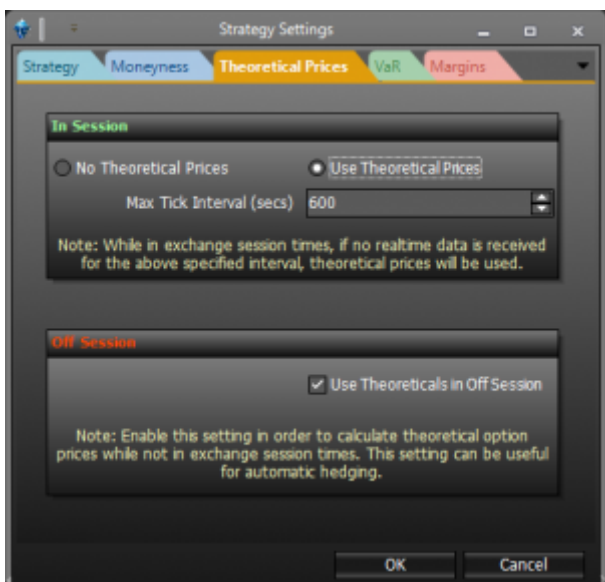 Strategy Settings
Strategy Moneyness Theoretical Prices VaR Margins
In Session
No Theoretical Prices Use Theoretical Prices
Max Tick Interval (secs) 600
Note: While in exchange session times, if no realtime data is received
for the above specified interval, theoretical prices will be used.
Off Session
Use Theoreticals in Off Session
Note: Enable this setting in order to calculate theoretical option
prices while not in exchange session times. This setting can be useful
for automatic hedging.
OK Cancel